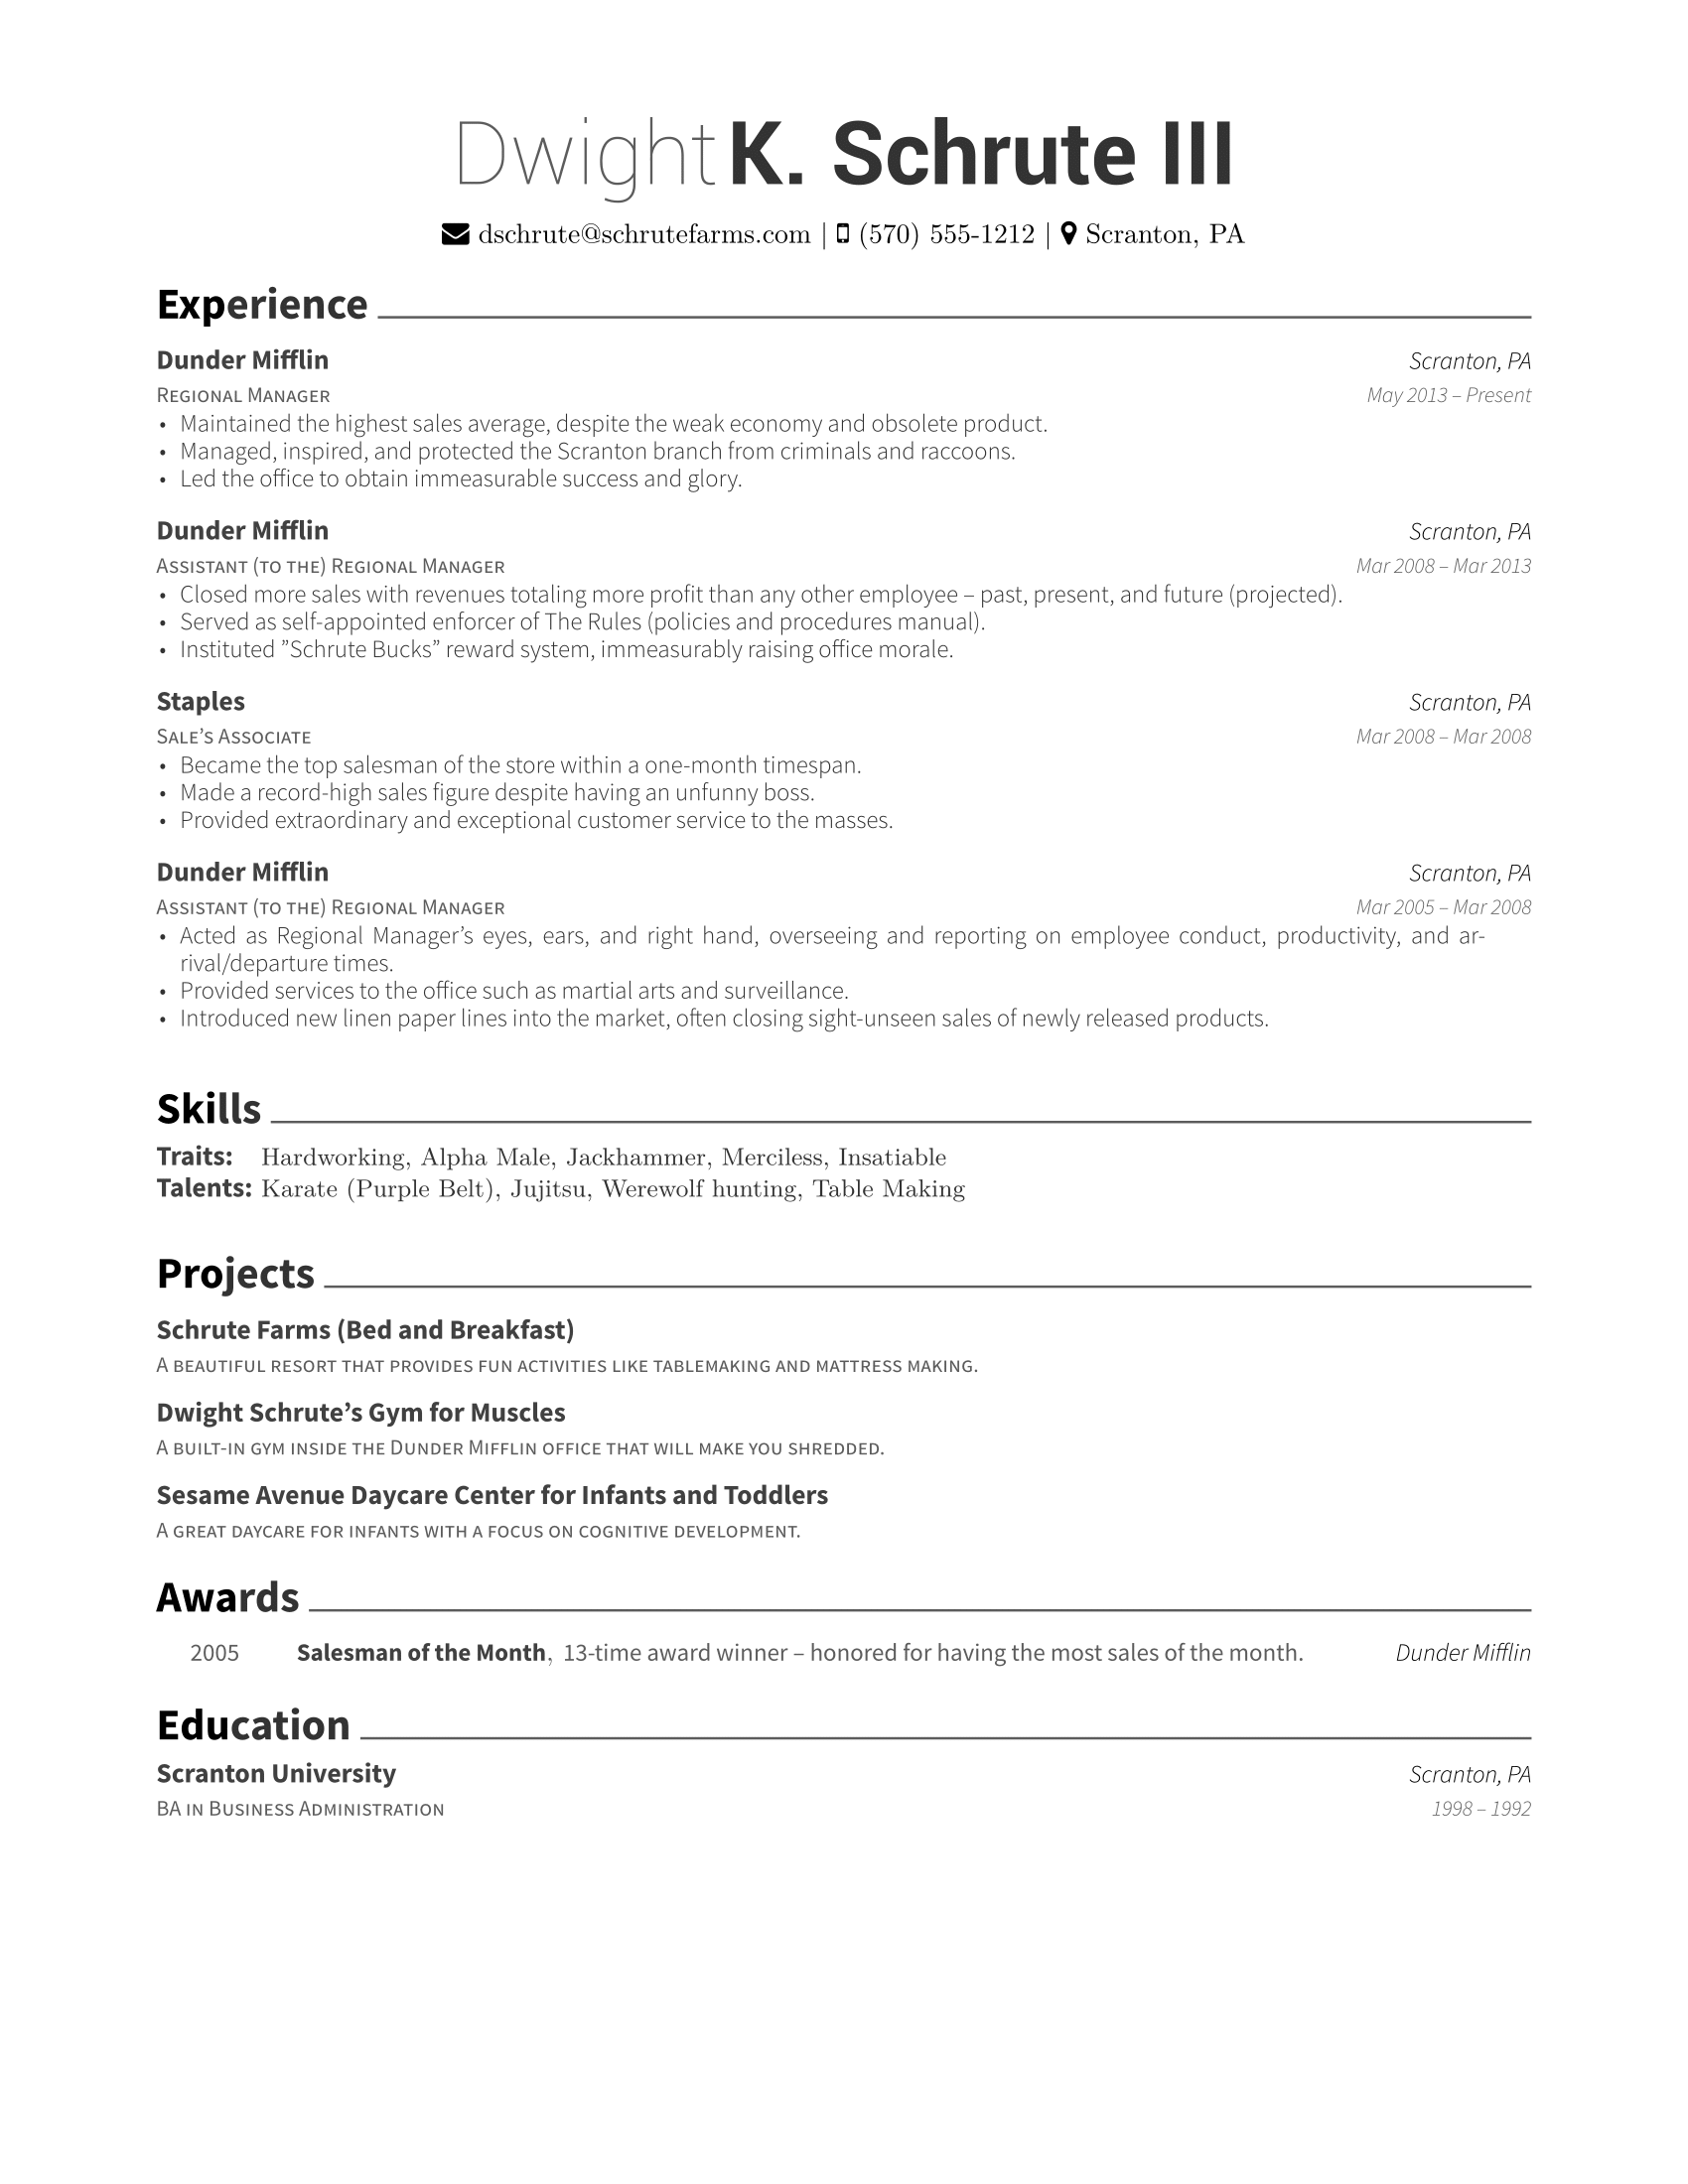 Dwight K. Schrute III
dschrute@schrutefarms.com | (570) 555-1212 | Scranton, PA
Experience
Dunder Mifflin Scranton, PA
Regional Manager May 2013 – Present
• Maintained the highest sales average, despite the weak economy and obsolete product.
• Managed, inspired, and protected the Scranton branch from criminals and raccoons.
• Led the office to obtain immeasurable success and glory.
Dunder Mifflin Scranton, PA
Assistant (to the) Regional Manager Mar 2008 – Mar 2013
• Closed more sales with revenues totaling more profit than any other employee – past, present, and future (projected).
• Served as self-appointed enforcer of The Rules (policies and procedures manual).
• Instituted ”Schrute Bucks” reward system, immeasurably raising office morale.
Staples Scranton, PA
Sale’s Associate Mar 2008 – Mar 2008
• Became the top salesman of the store within a one-month timespan.
• Made a record-high sales figure despite having an unfunny boss.
• Provided extraordinary and exceptional customer service to the masses.
Dunder Mifflin Scranton, PA
Assistant (to the) Regional Manager Mar 2005 – Mar 2008
• Acted as Regional Manager’s eyes, ears, and right hand, overseeing and reporting on employee conduct, productivity, and ar-
rival/departure times.
• Provided services to the office such as martial arts and surveillance.
• Introduced new linen paper lines into the market, often closing sight-unseen sales of newly released products.
Skills
Traits: Hardworking, Alpha Male, Jackhammer, Merciless, Insatiable
Talents: Karate (Purple Belt), Jujitsu, Werewolf hunting, Table Making
Projects
Schrute Farms (Bed and Breakfast)
A beautiful resort that provides fun activities like tablemaking and mattress making.
Dwight Schrute’s Gym for Muscles
A built-in gym inside the Dunder Mifflin office that will make you shredded.
Sesame Avenue Daycare Center for Infants and Toddlers
A great daycare for infants with a focus on cognitive development.
Awards
2005 Salesman of the Month, 13-time award winner – honored for having the most sales of the month. Dunder Mifflin
Education
Scranton University Scranton, PA
BA in Business Administration 1998 – 1992